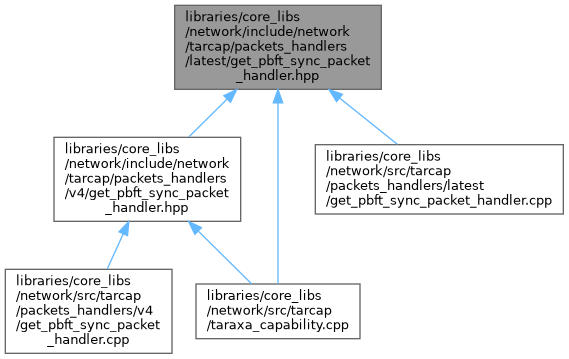 libraries/core_libs
/network/include/network
/tarcap/packets_handlers
/latest/get_pbft_sync_packet
_handler.hpp
libraries/core_libs
/network/include/network
/tarcap/packets_handlers
/v4/get_pbft_sync_packet
_handler.hpp
libraries/core_libs
/network/src/tarcap
/packets_handlers/latest
/get_pbft_sync_packet_handler.cpp
libraries/core_libs
/network/src/tarcap
/packets_handlers/v4
/get_pbft_sync_packet
_handler.cpp
libraries/core_libs
/network/src/tarcap
/taraxa_capability.cpp